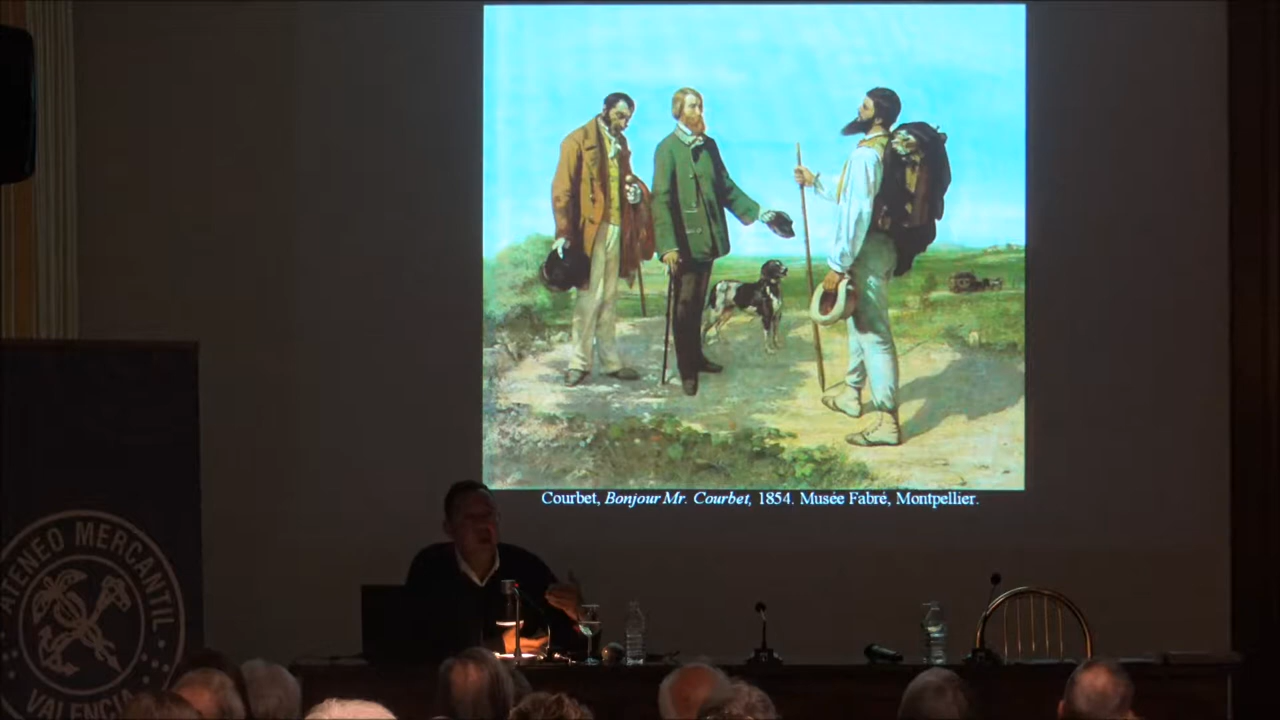 Courbet, Bonjour Mr. Courbet, 1854. Musée Fabré, Montpellier.
ATENEO MERCANTIL
VALENCIA